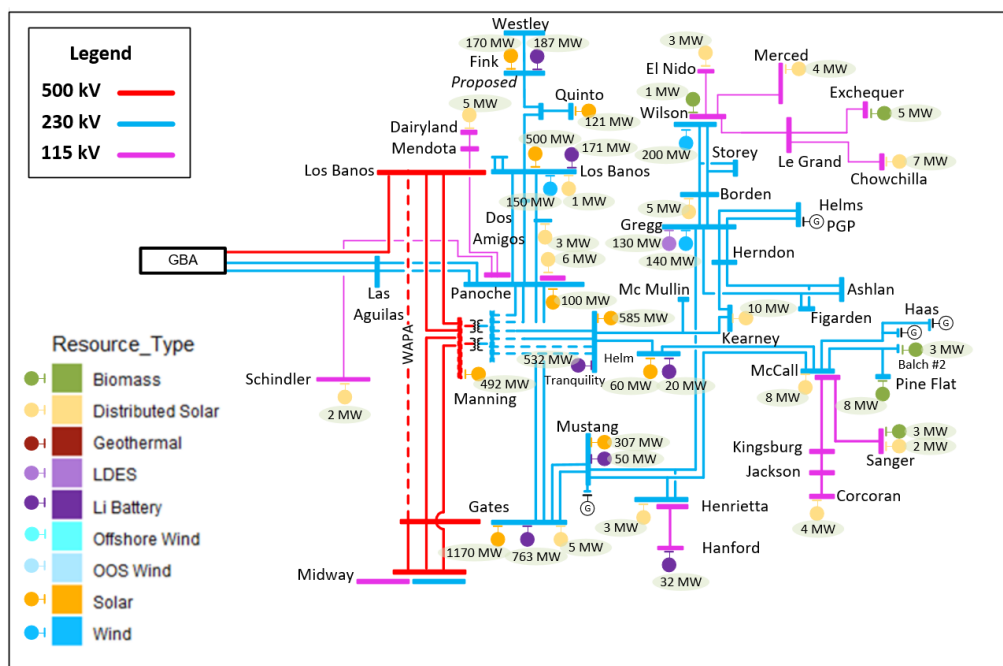 Legend
500 kV
230 kV
115 kV
Westley
170 MW
187 MW
Fink
Proposed
Quinto
121 MW
5 MW
Dairyland
Mendota
500 MW
171 MW
Los Banos
Los Banos
150 MW
1 MW
Dos
Amigos
3 MW
6 MW
3 MW
El Nido
Merced
4 MW
1 MW
Wilson
Exchequer
5 MW
200 MW
Storey
Le Grand
7 MW
Chowchilla
Borden
5 MW
Gregg
Helms
PGP
G
130 MW
140 MW
Herndon
GBA
Las
Aguilas
Panoche
100 MW
Mc Mullin
Ashlan
Figarden
10 MW
Kearney
585 MW
WAPA
532 MW
Helm
Tranquility
492 MW
Manning
60 MW
20 MW
Haas
G
G
3 MW
Balch #2
McCall
Pine Flat
8 MW
8 MW
Schindler
2 MW
Mustang
307 MW
50 MW
G
Kingsburg
Jackson
Corcoran
4 MW
3 MW
2 MW
Sanger
Gates
1170 MW
763 MW
5 MW
3 MW
Henrietta
Hanford
32 MW
Midway
Resource_Type
Biomass
Distributed Solar
Geothermal
LDES
Li Battery
Offshore Wind
OOS Wind
Solar
Wind